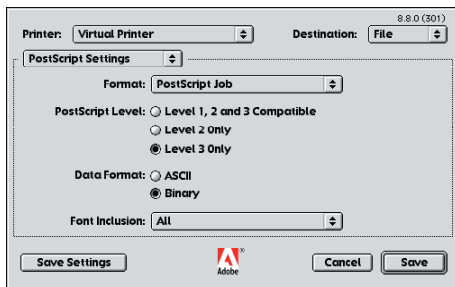 8.8.0 (301)
Printer: Virtual Printer Destination: File
PostScript Settings
Format: PostScript Job
PostScript Level: Level 1, 2 and 3 Compatible
Level 2 Only
Level 3 Only
Data Format: ASCII
Binary
Font Inclusion: All
Save Settings Adobe® Cancel Save